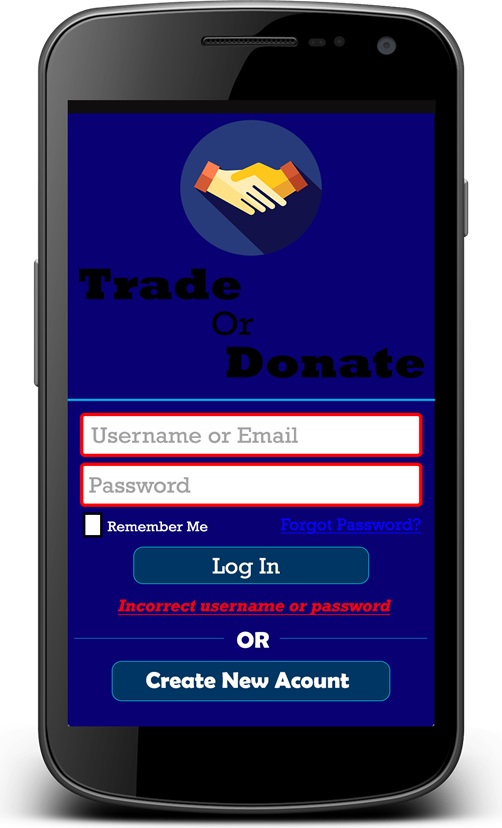 Trade
Or
Donate
Username or Email
Password
Remember Me Forgot Password?
Log In
Incorrect username or password
OR
Create New Acount